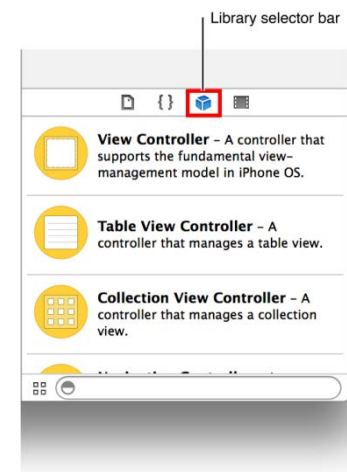 Library selector bar
{ }
View Controller – A controller that
supports the fundamental view-
management model in iPhone OS.
Table View Controller – A
controller that manages a table view.
Collection View Controller – A
controller that manages a collection
view.